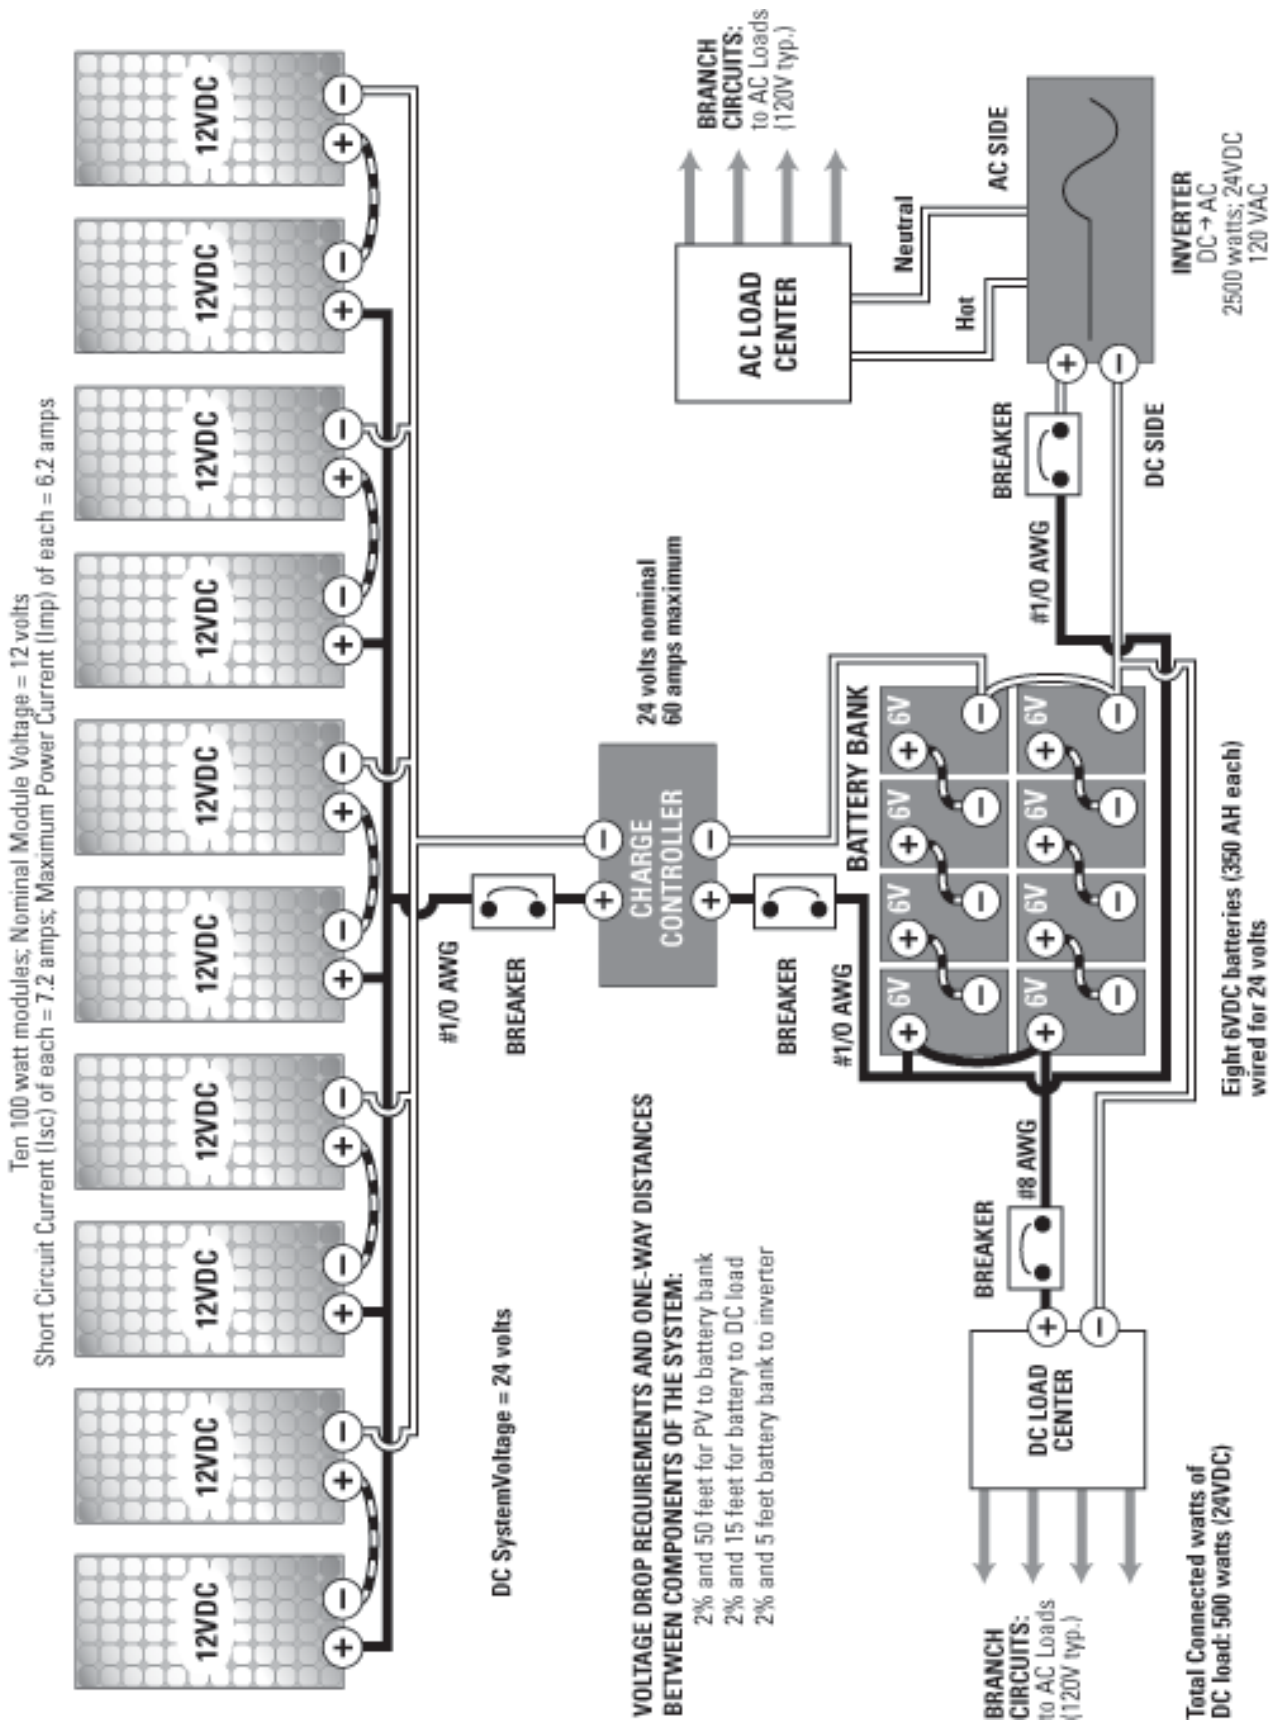 Ten 100 watt modules; Nominal Module Voltage = 12 volts
Short Circuit Current (Isc) of each = 7.2 amps; Maximum Power Current (Imp) of each = 6.2 amps
12VDC
+
−
12VDC
+
−
12VDC
+
−
12VDC
+
−
12VDC
+
−
12VDC
+
−
12VDC
+
−
12VDC
+
−
12VDC
+
−
12VDC
+
−
DC SystemVoltage = 24 volts
#1/0 AWG
BREAKER
+
−
CHARGE
CONTROLLER
+
−
24 volts nominal
60 amps maximum
BREAKER
#1/0 AWG
VOLTAGE DROP REQUIREMENTS AND ONE-WAY DISTANCES
BETWEEN COMPONENTS OF THE SYSTEM:
2% and 50 feet for PV to battery bank
2% and 15 feet for battery to DC load
2% and 5 feet battery bank to inverter
BATTERY BANK
6V
+
−
6V
+
−
6V
+
−
6V
+
−
6V
+
−
6V
+
−
6V
+
−
6V
+
−
Eight 6VDC batteries (350 AH each)
wired for 24 volts
#8 AWG
BREAKER
+
−
DC LOAD
CENTER
BRANCH
CIRCUITS:
to AC Loads
(120V typ.)
Total Connected watts of
DC load: 500 watts (24VDC)
#1/0 AWG
BREAKER
+
−
DC SIDE
AC SIDE
INVERTER
DC → AC
2500 watts; 24VDC
120 VAC
Hot
Neutral
AC LOAD
CENTER
BRANCH
CIRCUITS:
to AC Loads
(120V typ.)